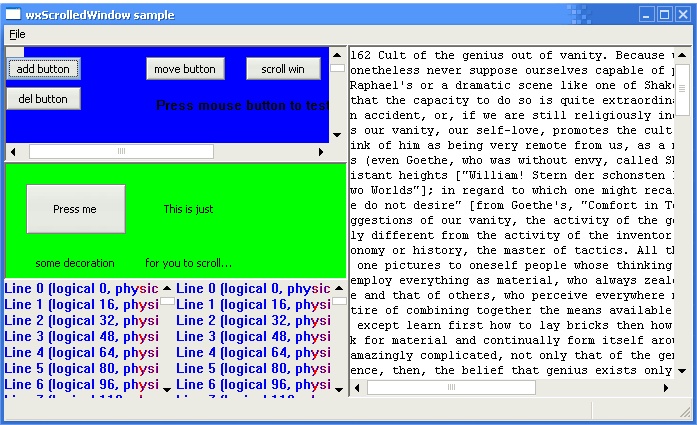 wxScrolledWindow sample
File
add button
move button
scroll win
del button
Press mouse button to test
Press me
This is just
some decoration
for you to scroll...
Line 0 (logical 0, physic
Line 1 (logical 16, physi
Line 2 (logical 32, physi
Line 3 (logical 48, physi
Line 4 (logical 64, physi
Line 5 (logical 80, physi
Line 6 (logical 96, physi
Line 0 (logical 0, physic
Line 1 (logical 16, physi
Line 2 (logical 32, physi
Line 3 (logical 48, physi
Line 4 (logical 64, physi
Line 5 (logical 80, physi
Line 6 (logical 96, physi
162 Cult of the genius out of vanity. Because
onetheless never suppose ourselves capable of
Raphael's or a dramatic scene like one of Shak
that the capacity to do so is quite extraordin
n accident, or, if we are still religiously in
s our vanity, our self-love, promotes the cult
ink of him as being very remote from us, as a
s (even Goethe, who was without envy, called S
istant heights ["William! Stern der schonsten
wo Worlds"]; in regard to which one might reca
e do not desire" [from Goethe's, "Comfort in T
ggestions of our vanity, the activity of the g
ly different from the activity of the inventor
onomy or history, the master of tactics. All t
one pictures to oneself people whose thinking
employ everything as material, who always zeal
e and that of others, who perceive everywhere
tire of combining together the means available
except learn first how to lay bricks then how
k for material and continually form itself aro
amazingly complicated, not only that of the ge
ence, then, the belief that genius exists only